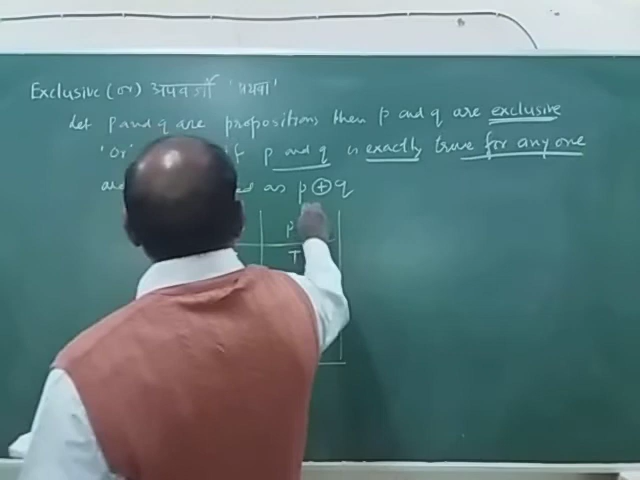 Exclusive (or) अपवर्जी 'अथवा'
Let p and q are propositions then p and q are exclusive
'Or' if p and q is exactly true for any one
and as p ⊕ q
p
T